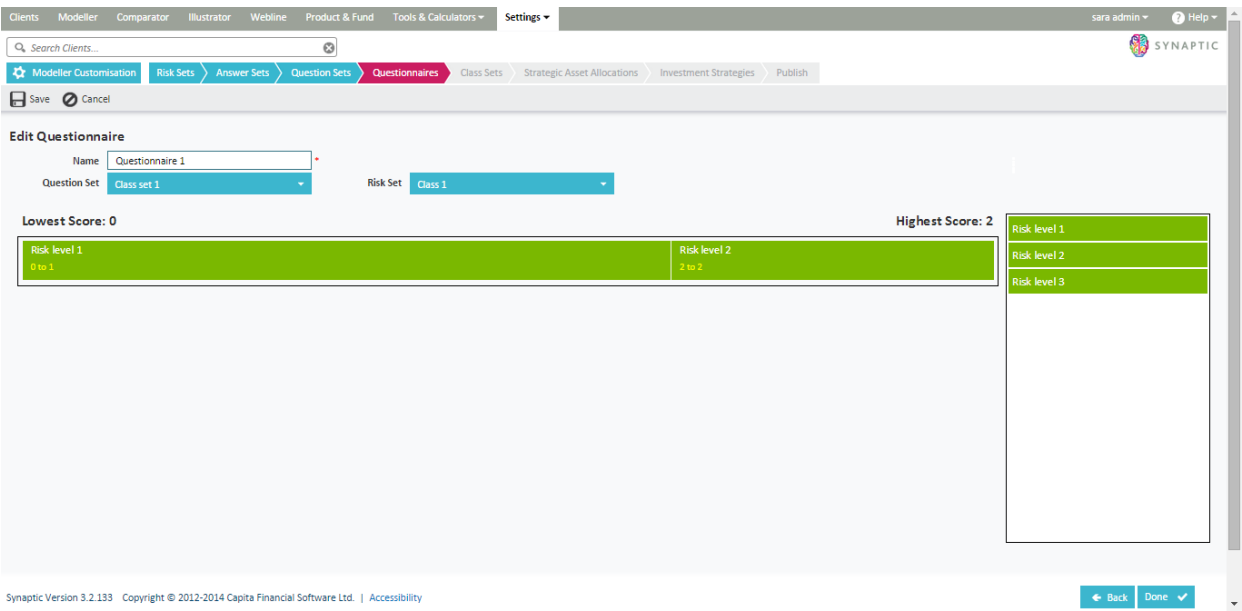 Clients Modeller Comparator Illustrator Webline Product & Fund Tools & Calculators Settings sara admin Help
Search Clients... SYNAPTIC
Modeller Customisation Risk Sets Answer Sets Question Sets Questionnaires Class Sets Strategic Asset Allocations Investment Strategies Publish
Save Cancel
Edit Questionnaire
Name Questionnaire 1 *
Question Set Class set 1 Risk Set Class 1
Lowest Score: 0 Highest Score: 2
Risk level 1 Risk level 2
0 to 1 2 to 2
Risk level 1
Risk level 2
Risk level 3
Synaptic Version 3.2.133 Copyright © 2012-2014 Capita Financial Software Ltd. | Accessibility Back Done